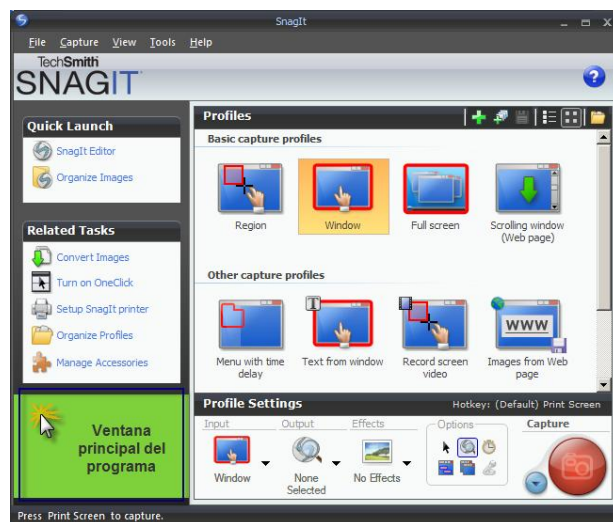 SnagIt
File Capture View Tools Help
TechSmith
SNAGIT
Quick Launch
SnagIt Editor
Organize Images
Related Tasks
Convert Images
Turn on OneClick
Setup SnagIt printer
Organize Profiles
Manage Accessories
Ventana
principal del
programa
Profiles
Basic capture profiles
Region
Window
Full screen
Scrolling window
(Web page)
Other capture profiles
Menu with time
delay
T
Text from window
Record screen
video
WWW
Images from Web
page
Profile Settings
Hotkey: (Default) Print Screen
Input
Output
Effects
Options
Capture
Window
None
Selected
No Effects
Press Print Screen to capture.